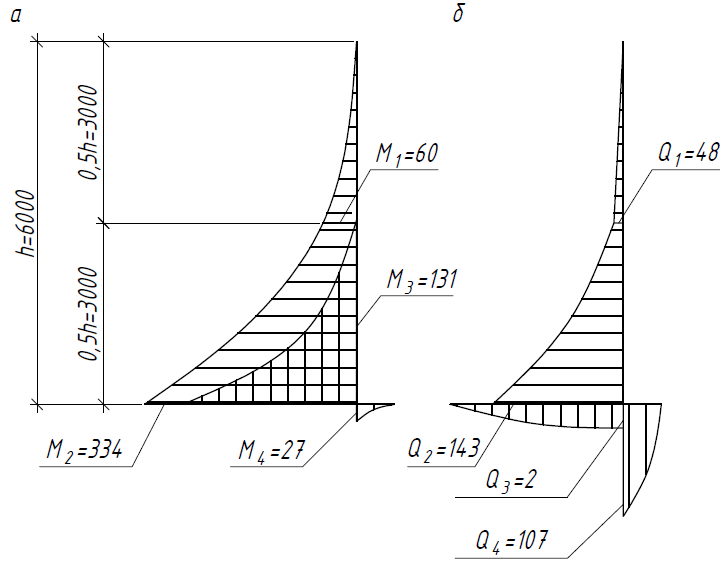 а
б
0,5h=3000
M1=60
Q1=48
h=6000
M3=131
0,5h=3000
M2=334
M4=27
Q2=143
Q3=2
Q4=107